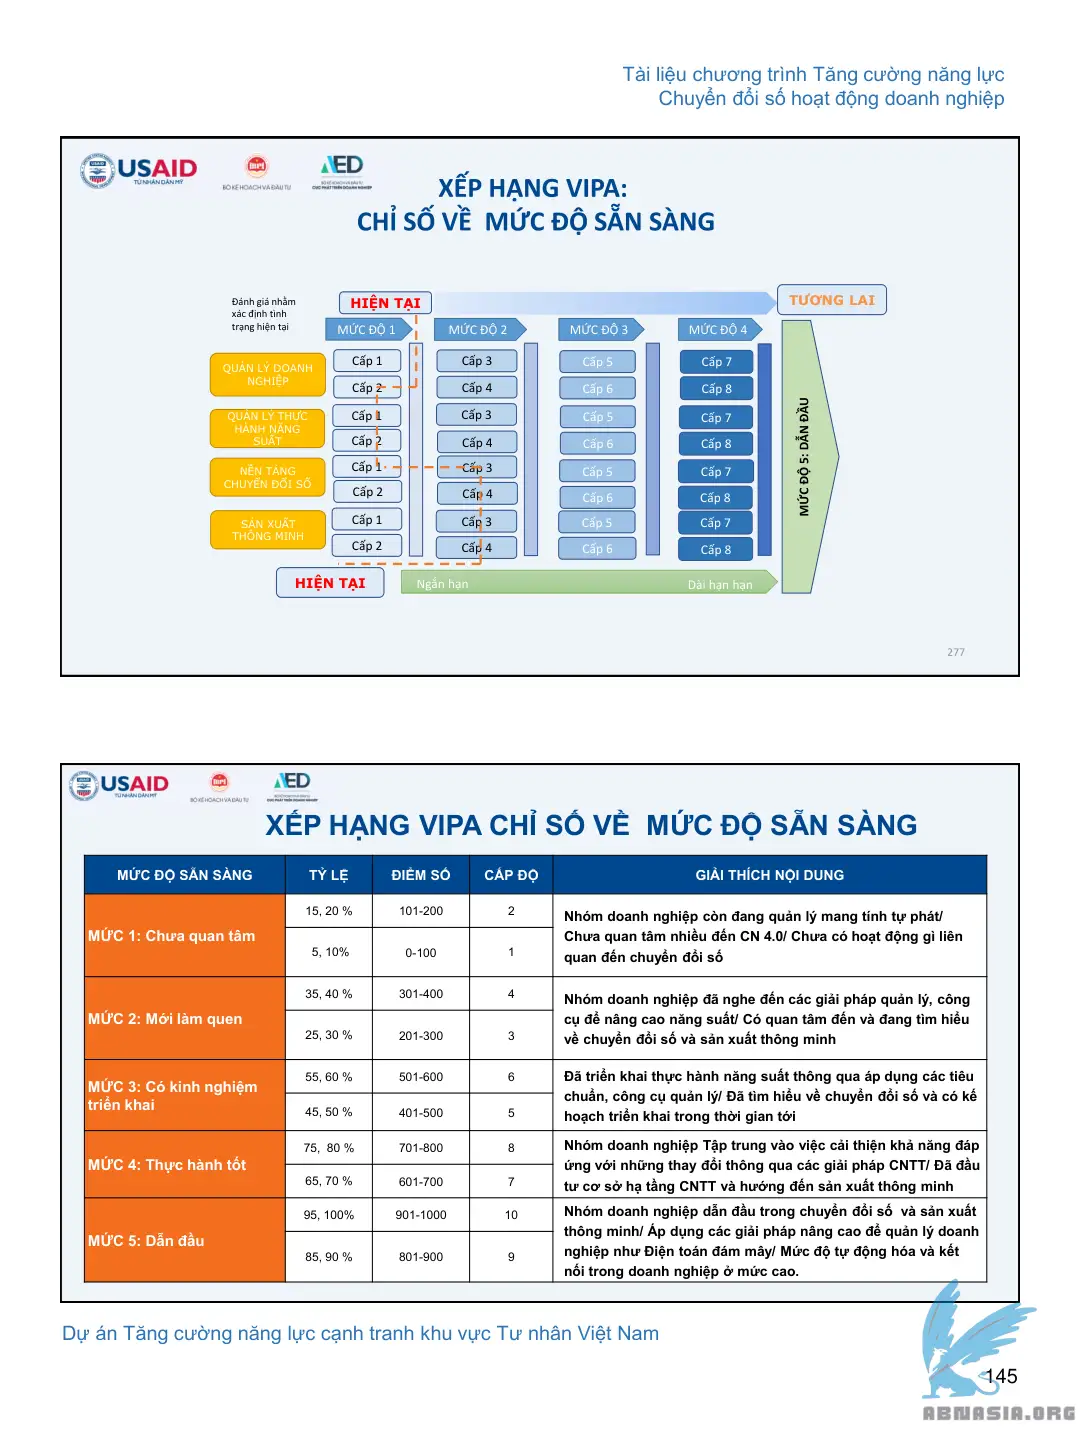 Tài liệu chương trình Tăng cường năng lực
Chuyển đổi số hoạt động doanh nghiệp
USAID
TỪ NHÂN DÂN MỸ
BỘ KẾ HOẠCH VÀ ĐẦU TƯ
AED
CỤC PHÁT TRIỂN DOANH NGHIỆP
XẾP HẠNG VIPA:
CHỈ SỐ VỀ MỨC ĐỘ SẴN SÀNG
Đánh giá nhằm
xác định tình
trạng hiện tại
HIỆN TẠI
TƯƠNG LAI
MỨC ĐỘ 1
MỨC ĐỘ 2
MỨC ĐỘ 3
MỨC ĐỘ 4
QUẢN LÝ DOANH
NGHIỆP
Cấp 1
Cấp 3
Cấp 5
Cấp 7
Cấp 2
Cấp 4
Cấp 6
Cấp 8
QUẢN LÝ THỰC
HÀNH NĂNG
SUẤT
Cấp 1
Cấp 3
Cấp 5
Cấp 7
Cấp 2
Cấp 4
Cấp 6
Cấp 8
NỀN TẢNG
CHUYỂN ĐỔI SỐ
Cấp 1
Cấp 3
Cấp 5
Cấp 7
Cấp 2
Cấp 4
Cấp 6
Cấp 8
SẢN XUẤT
THÔNG MINH
Cấp 1
Cấp 3
Cấp 5
Cấp 7
Cấp 2
Cấp 4
Cấp 6
Cấp 8
MỨC ĐỘ 5: DẪN ĐẦU
HIỆN TẠI
Ngắn hạn
Dài hạn hạn
277
USAID
TỪ NHÂN DÂN MỸ
BỘ KẾ HOẠCH VÀ ĐẦU TƯ
AED
CỤC PHÁT TRIỂN DOANH NGHIỆP
XẾP HẠNG VIPA CHỈ SỐ VỀ MỨC ĐỘ SẴN SÀNG
MỨC ĐỘ SẴN SÀNG
TỶ LỆ
ĐIỂM SỐ
CẤP ĐỘ
GIẢI THÍCH NỘI DUNG
MỨC 1: Chưa quan tâm
15, 20 %
101-200
2
5, 10%
0-100
1
Nhóm doanh nghiệp còn đang quản lý mang tính tự phát/
Chưa quan tâm nhiều đến CN 4.0/ Chưa có hoạt động gì liên
quan đến chuyển đổi số
MỨC 2: Mới làm quen
35, 40 %
301-400
4
25, 30 %
201-300
3
Nhóm doanh nghiệp đã nghe đến các giải pháp quản lý, công
cụ để nâng cao năng suất/ Có quan tâm đến và đang tìm hiểu
về chuyển đổi số và sản xuất thông minh
MỨC 3: Có kinh nghiệm
triển khai
55, 60 %
501-600
6
45, 50 %
401-500
5
Đã triển khai thực hành năng suất thông qua áp dụng các tiêu
chuẩn, công cụ quản lý/ Đã tìm hiểu về chuyển đổi số và có kế
hoạch triển khai trong thời gian tới
MỨC 4: Thực hành tốt
75, 80 %
701-800
8
65, 70 %
601-700
7
Nhóm doanh nghiệp Tập trung vào việc cải thiện khả năng đáp
ứng với những thay đổi thông qua các giải pháp CNTT/ Đã đầu
tư cơ sở hạ tầng CNTT và hướng đến sản xuất thông minh
MỨC 5: Dẫn đầu
95, 100%
901-1000
10
85, 90 %
801-900
9
Nhóm doanh nghiệp dẫn đầu trong chuyển đổi số và sản xuất
thông minh/ Áp dụng các giải pháp nâng cao để quản lý doanh
nghiệp như Điện toán đám mây/ Mức độ tự động hóa và kết
nối trong doanh nghiệp ở mức cao.
Dự án Tăng cường năng lực cạnh tranh khu vực Tư nhân Việt Nam
145
ABNASIA.ORG